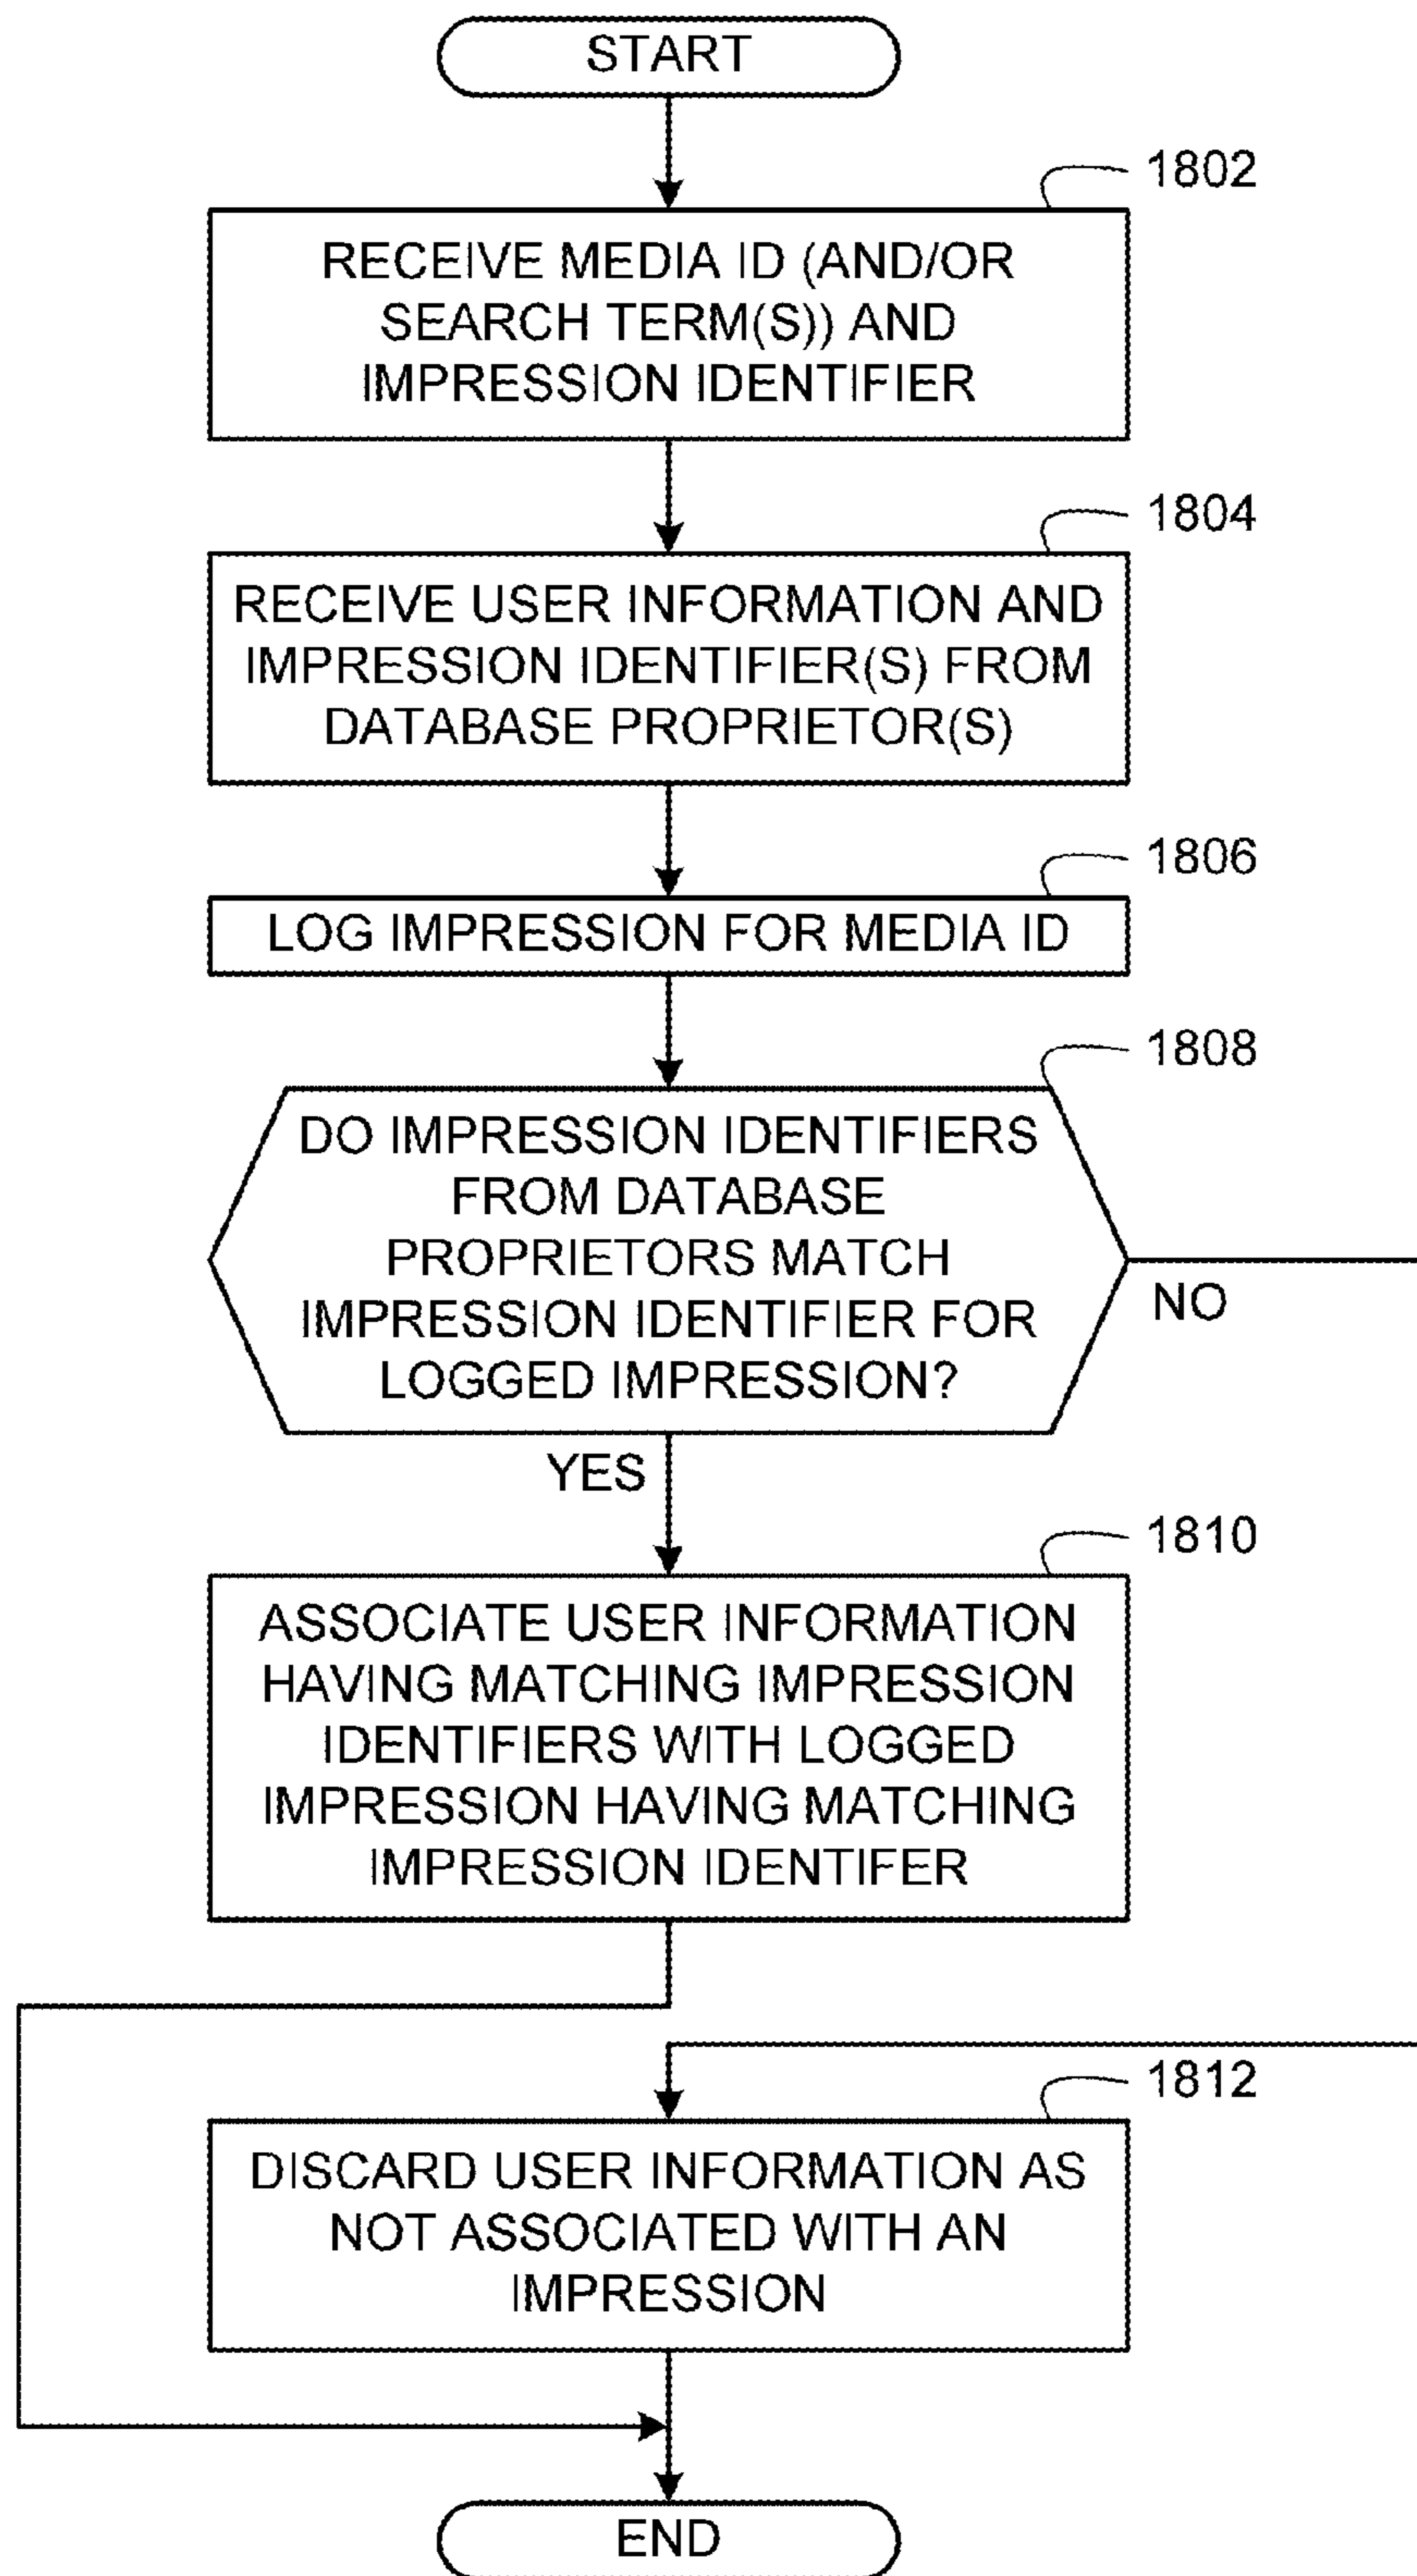 START
1802
RECEIVE MEDIA ID (AND/OR
SEARCH TERM(S)) AND
IMPRESSION IDENTIFIER
1804
RECEIVE USER INFORMATION AND
IMPRESSION IDENTIFIER(S) FROM
DATABASE PROPRIETOR(S)
1806
LOG IMPRESSION FOR MEDIA ID
1808
DO IMPRESSION IDENTIFIERS
FROM DATABASE
PROPRIETORS MATCH
IMPRESSION IDENTIFIER FOR
LOGGED IMPRESSION?
NO
YES
1810
ASSOCIATE USER INFORMATION
HAVING MATCHING IMPRESSION
IDENTIFIERS WITH LOGGED
IMPRESSION HAVING MATCHING
IMPRESSION IDENTIFER
1812
DISCARD USER INFORMATION AS
NOT ASSOCIATED WITH AN
IMPRESSION
END